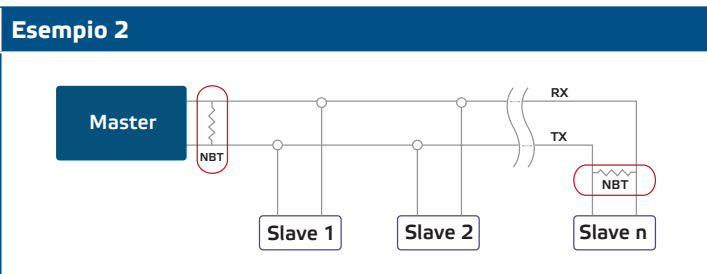 Esempio 2
RX
Master
TX
NBT
NBT
Slave 1
Slave 2
Slave n